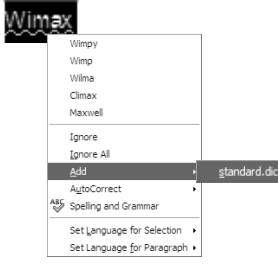 Wimax
Wimpy
Wimp
Wilma
Climax
Maxwell
Ignore
Ignore All
Add
standard.dic
AutoCorrect
ABC Spelling and Grammar
Set Language for Selection
Set Language for Paragraph